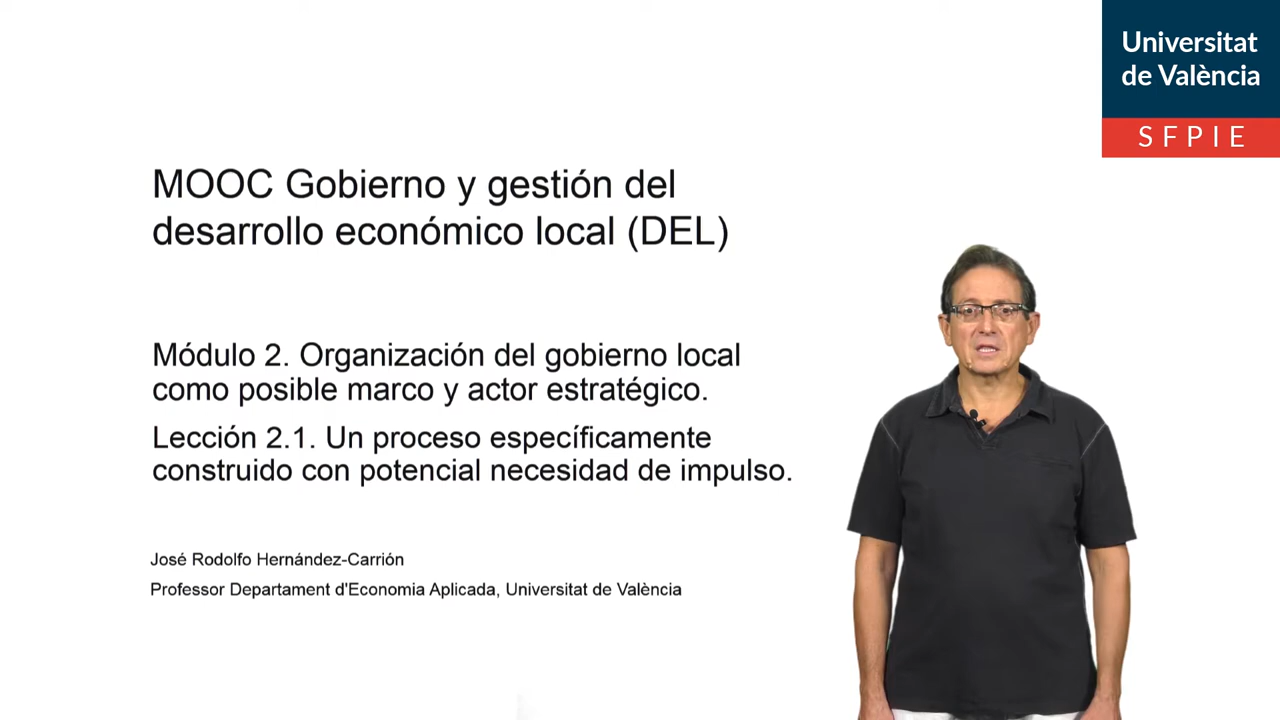 Universitat
de València
SFPIE
MOOC Gobierno y gestión del
desarrollo económico local (DEL)
Módulo 2. Organización del gobierno local
como posible marco y actor estratégico.
Lección 2.1. Un proceso específicamente
construido con potencial necesidad de impulso.
José Rodolfo Hernández-Carrión
Professor Departament d'Economia Aplicada, Universitat de València